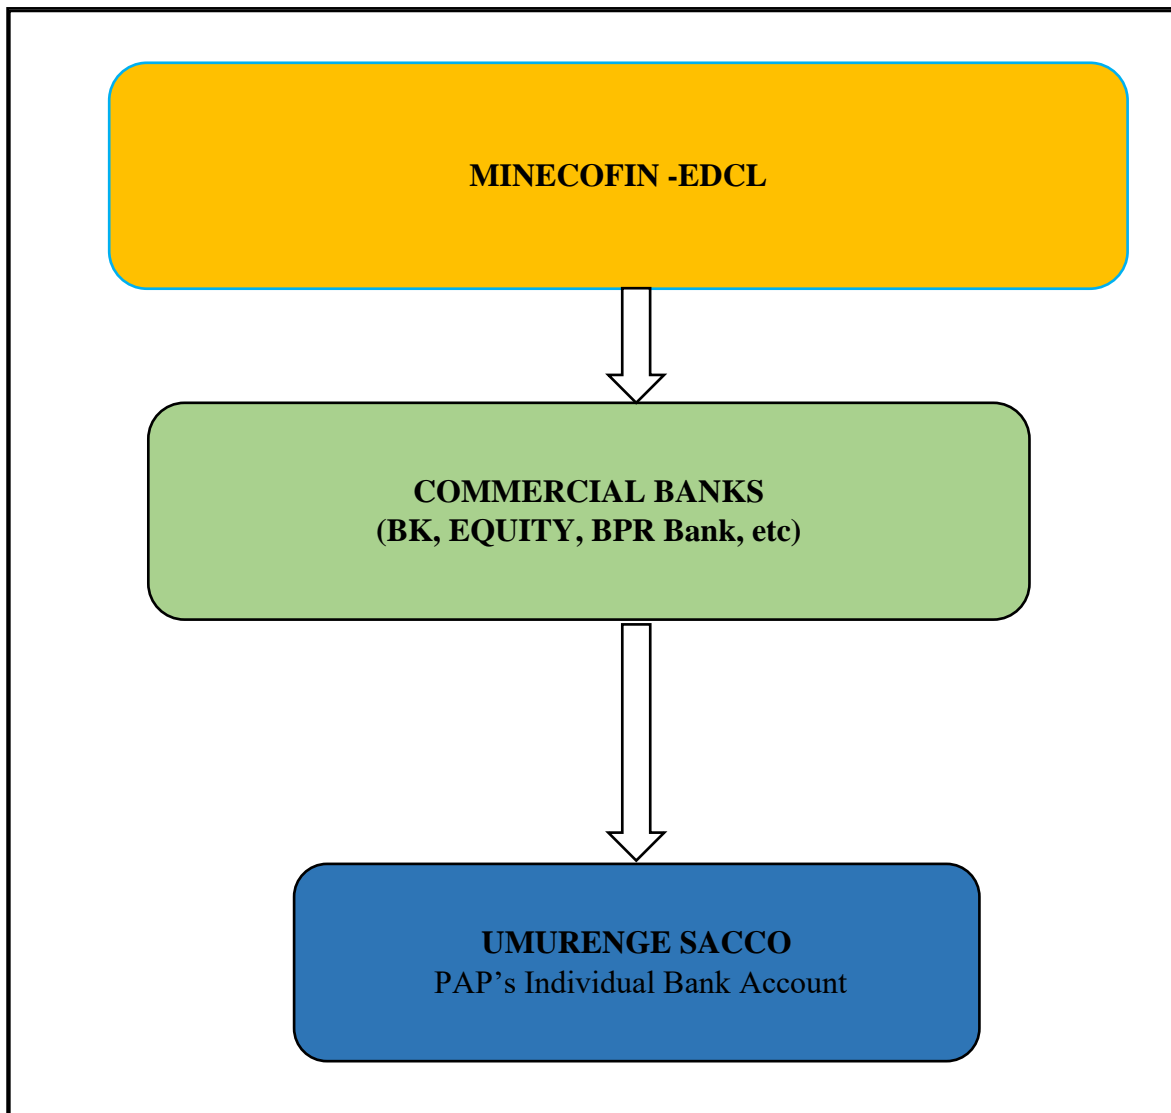 MINECOFIN -EDCL
COMMERCIAL BANKS
(BK, EQUITY, BPR Bank, etc)
UMURENGE SACCO
PAP’s Individual Bank Account